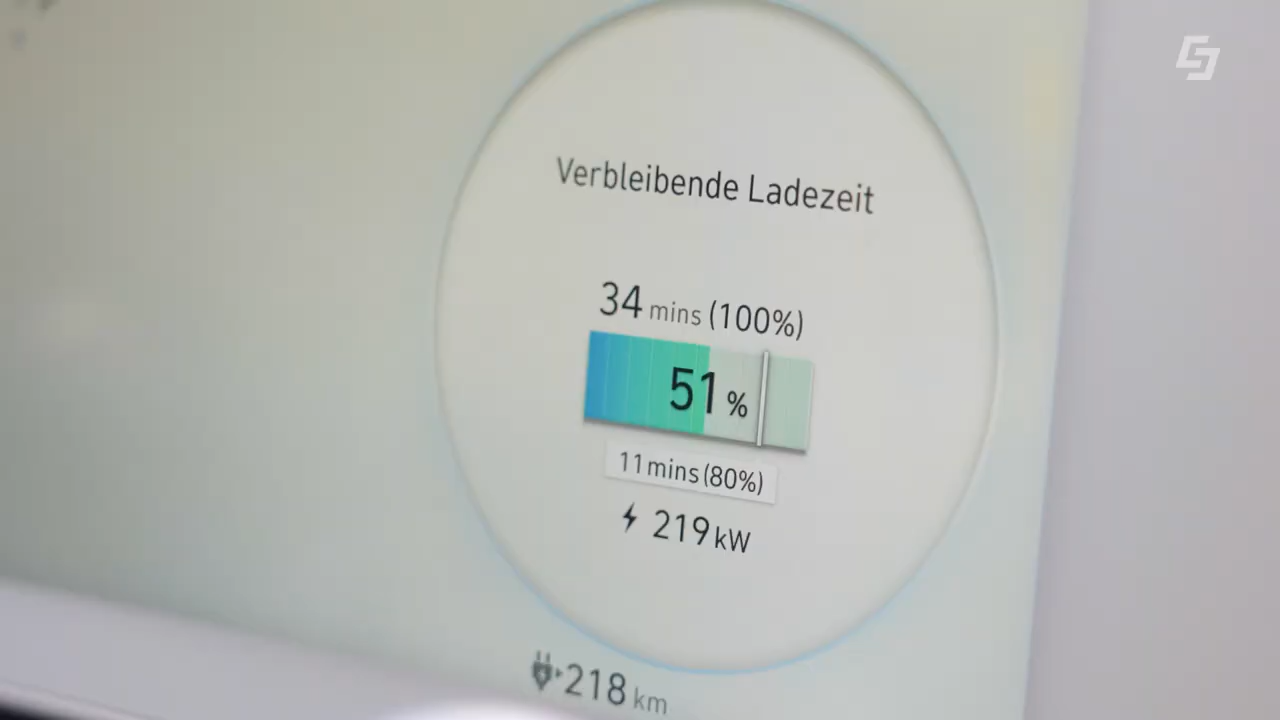 Verbleibende Ladezeit
34 mins (100%)
51 %
11 mins (80%)
219 kW
218 km